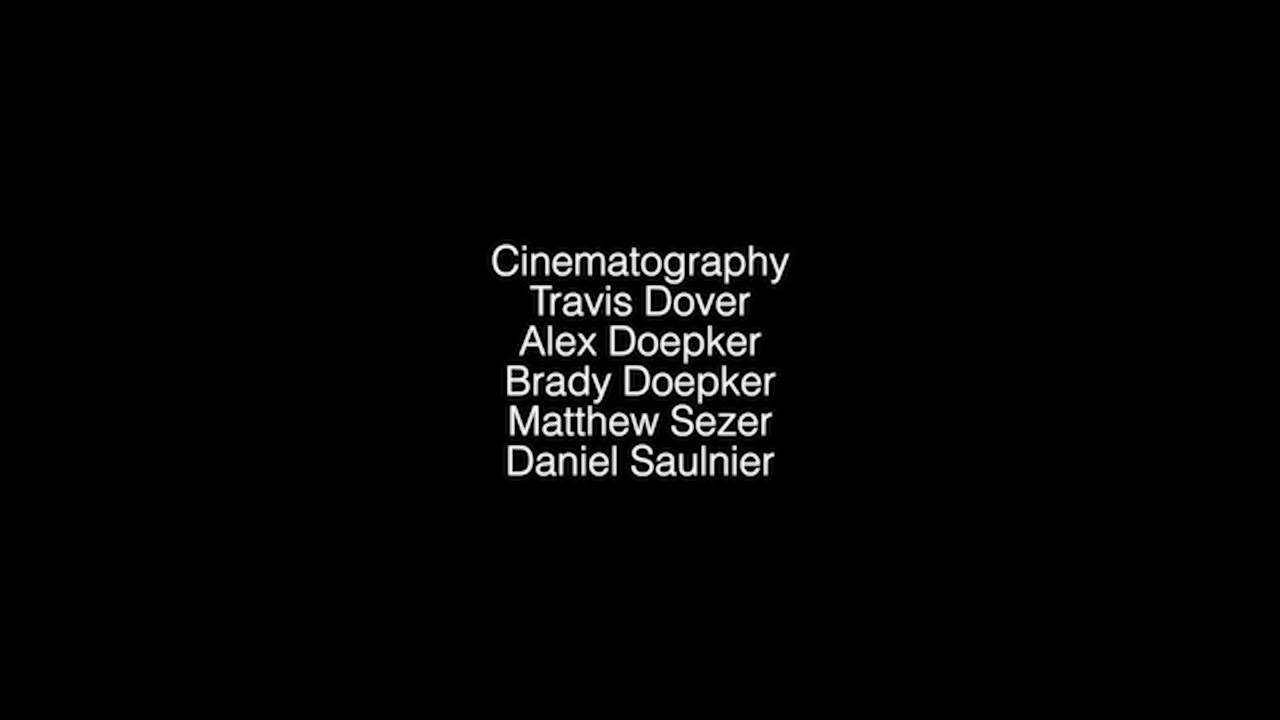 Cinematography
Travis Dover
Alex Doepker
Brady Doepker
Matthew Sezer
Daniel Saulnier